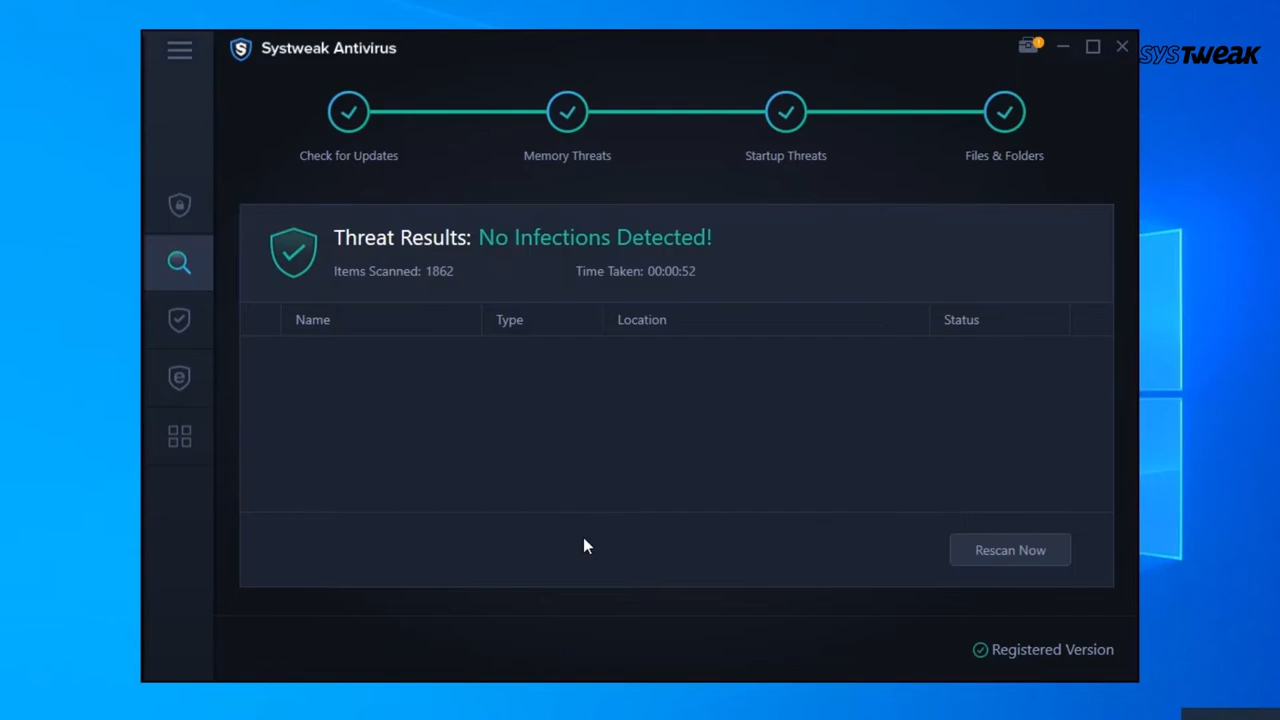 Systweak Antivirus
SYSTWEAK
Check for Updates
Memory Threats
Startup Threats
Files & Folders
Threat Results: No Infections Detected!
Items Scanned: 1862
Time Taken: 00:00:52
Name
Type
Location
Status
Rescan Now
Registered Version